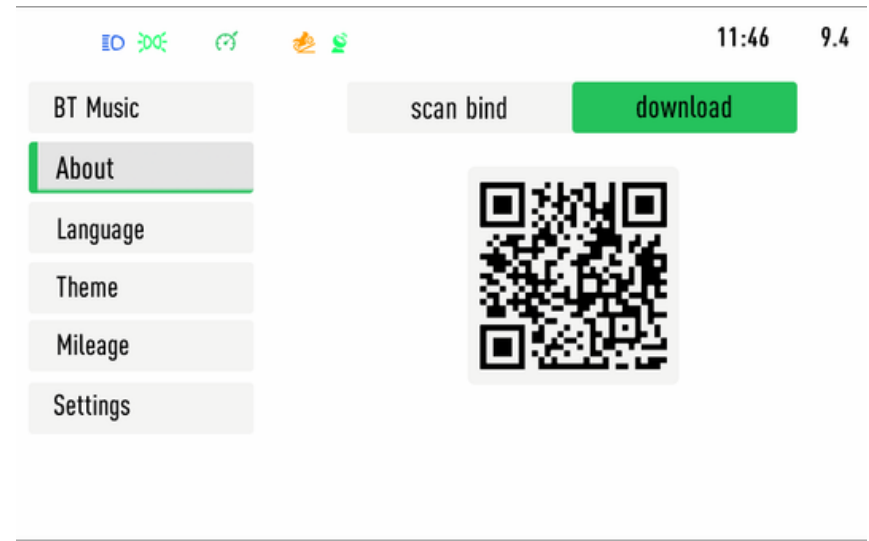 11:46 9.4
BT Music
scan bind download
About
Language
Theme
Mileage
Settings